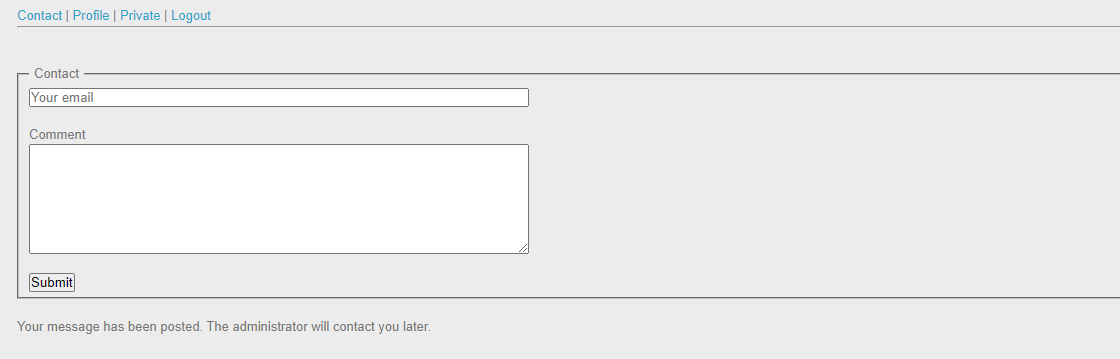 Contact | Profile | Private | Logout
Contact
Your email
Comment
Submit
Your message has been posted. The administrator will contact you later.